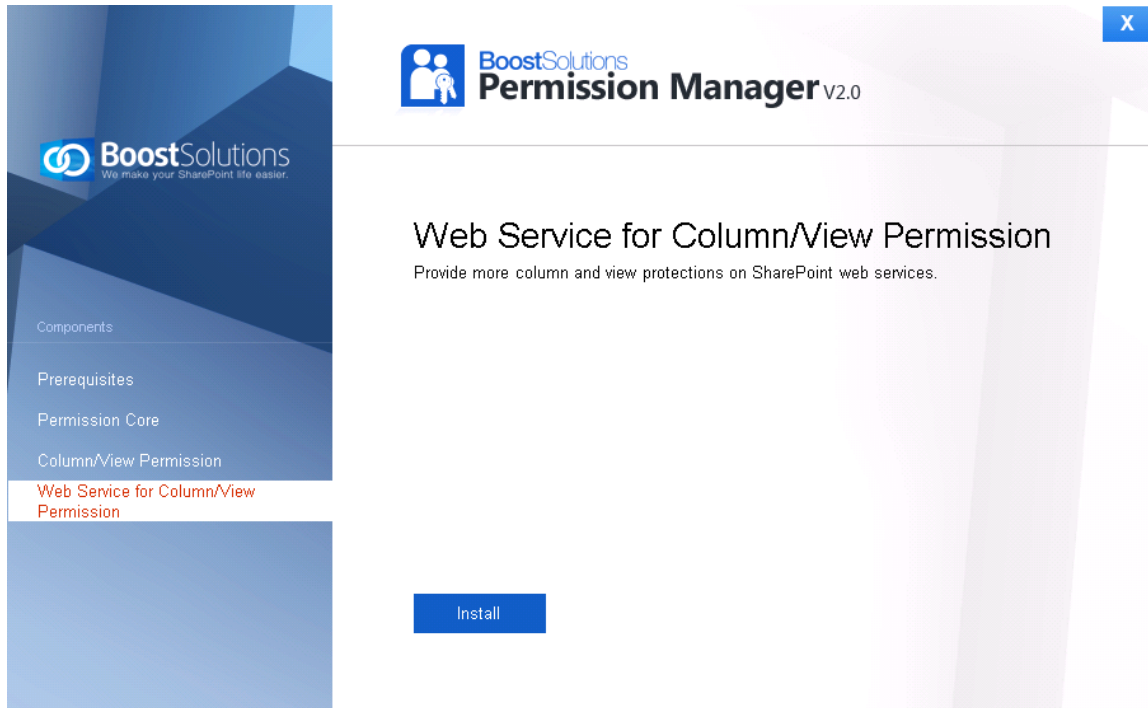 X
BoostSolutions
Permission Manager V2.0
BoostSolutions
We make your SharePoint life easier.
Web Service for Column/View Permission
Provide more column and view protections on SharePoint web services.
Components
Prerequisites
Permission Core
Column/View Permission
Web Service for Column/View
Permission
Install